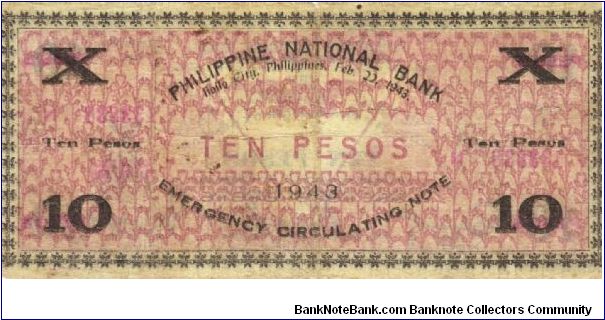 X X
PHILIPPINE NATIONAL BANK
Iloilo City, Philippines, Feb. 22, 1943.
Ten Pesos TEN PESOS Ten Pesos
1943
10 10
EMERGENCY CIRCULATING NOTE
BankNoteBank.com Banknote Collectors Community